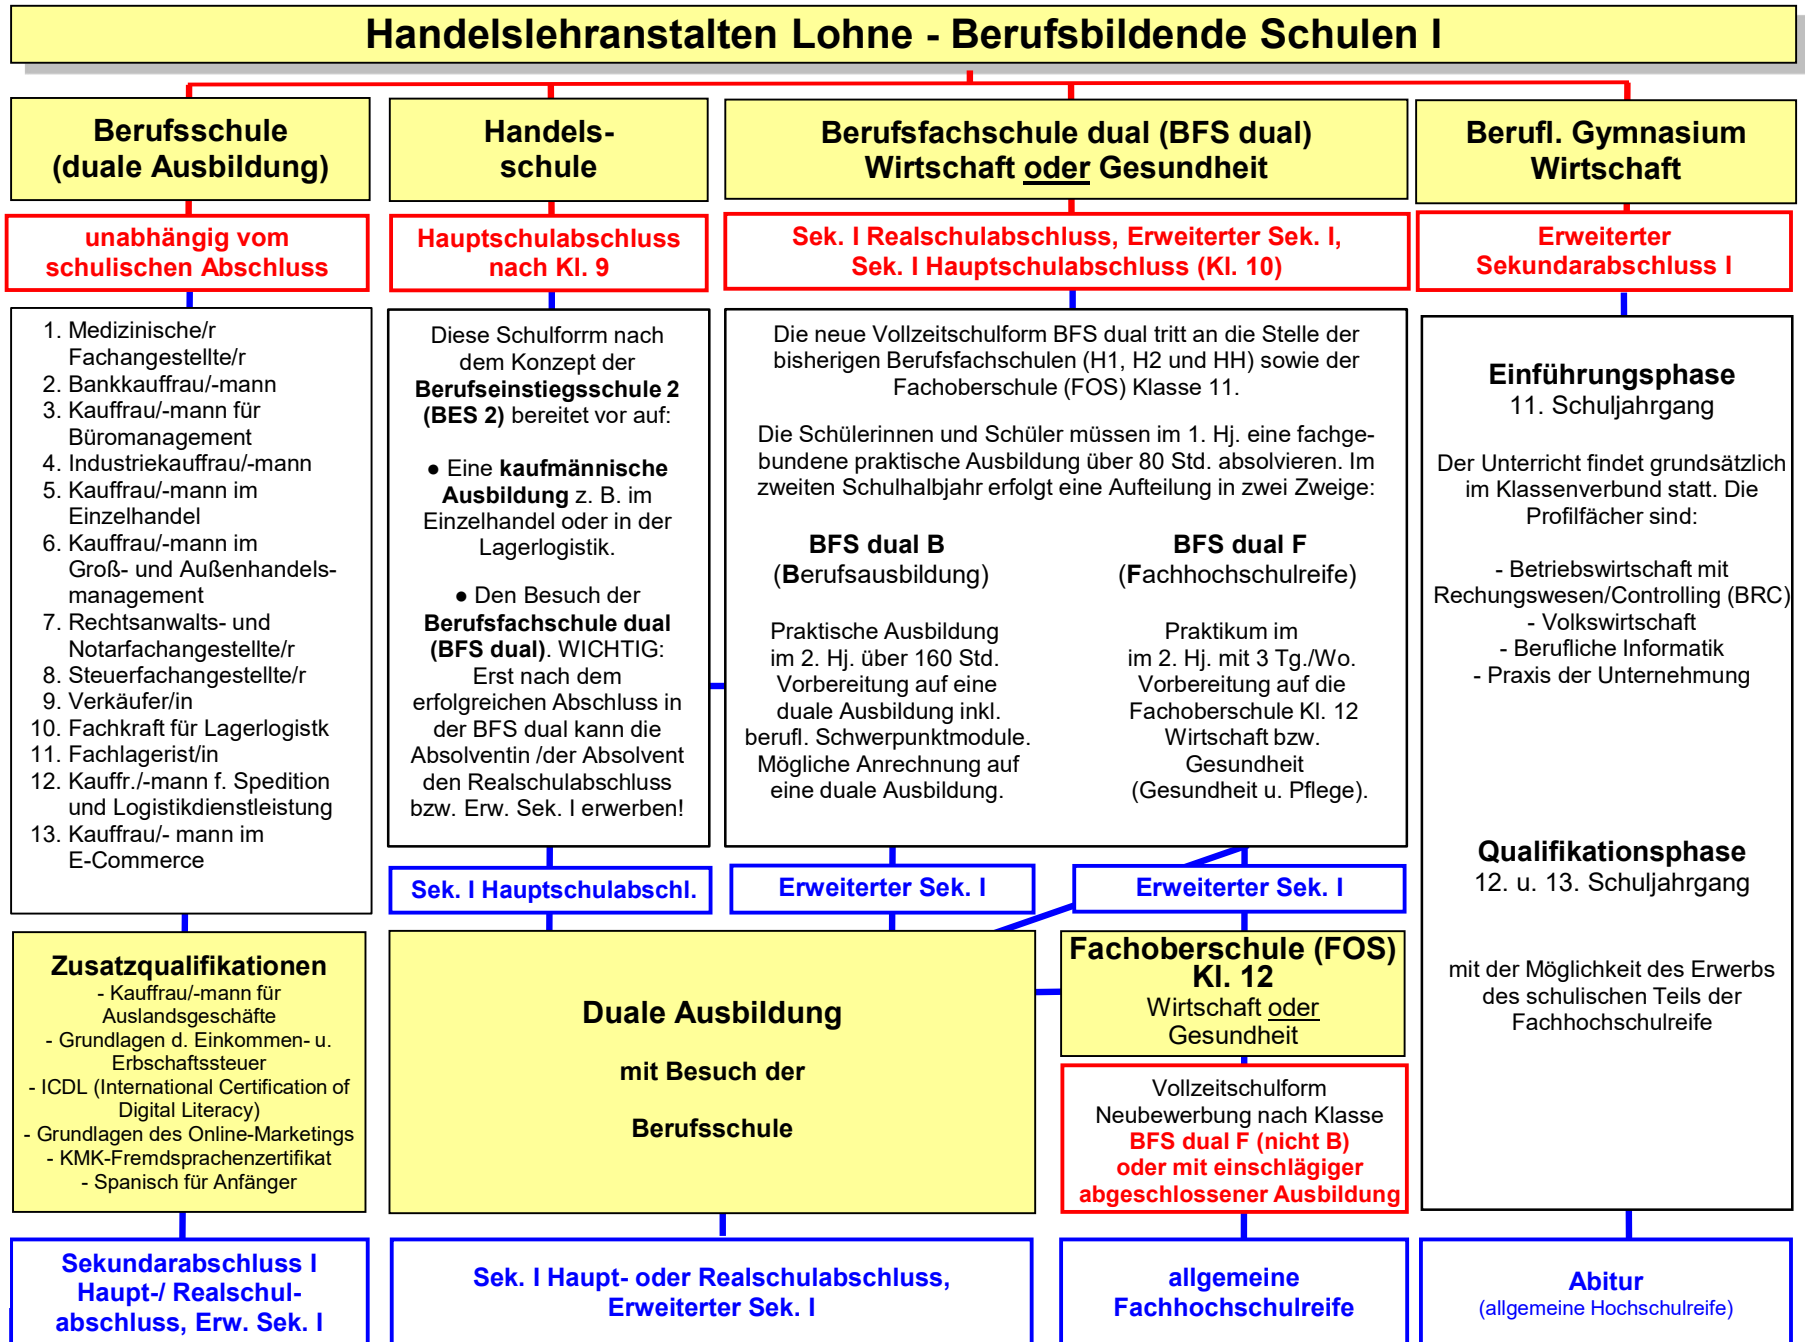 Handelslehranstalten Lohne - Berufsbildende Schulen I
Berufsschule
(duale Ausbildung)
unabhängig vom
schulischen Abschluss
1. Medizinische/r
Fachangestellte/r
2. Bankkauffrau/-mann
3. Kauffrau/-mann für
Büromanagement
4. Industriekauffrau/-mann
5. Kauffrau/-mann im
Einzelhandel
6. Kauffrau/-mann im
Groß- und Außenhandels-
management
7. Rechtsanwalts- und
Notarfachangestellte/r
8. Steuerfachangestellte/r
9. Verkäufer/in
10. Fachkraft für Lagerlogistk
11. Fachlagerist/in
12. Kauffr./-mann f. Spedition
und Logistikdienstleistung
13. Kauffrau/- mann im
E-Commerce
Zusatzqualifikationen
- Kauffrau/-mann für
Auslandsgeschäfte
- Grundlagen d. Einkommen- u.
Erbschaftssteuer
- ICDL (International Certification of
Digital Literacy)
- Grundlagen des Online-Marketings
- KMK-Fremdsprachenzertifikat
- Spanisch für Anfänger
Sekundarabschluss I
Haupt-/ Realschul-
abschluss, Erw. Sek. I
Handels-
schule
Hauptschulabschluss
nach Kl. 9
Diese Schulforrm nach
dem Konzept der
Berufseinstiegsschule 2
(BES 2) bereitet vor auf:
● Eine kaufmännische
Ausbildung z. B. im
Einzelhandel oder in der
Lagerlogistik.
● Den Besuch der
Berufsfachschule dual
(BFS dual). WICHTIG:
Erst nach dem
erfolgreichen Abschluss in
der BFS dual kann die
Absolventin /der Absolvent
den Realschulabschluss
bzw. Erw. Sek. I erwerben!
Sek. I Hauptschulabschl.
Berufsfachschule dual (BFS dual)
Wirtschaft oder Gesundheit
Sek. I Realschulabschluss, Erweiterter Sek. I,
Sek. I Hauptschulabschluss (Kl. 10)
Die neue Vollzeitschulform BFS dual tritt an die Stelle der
bisherigen Berufsfachschulen (H1, H2 und HH) sowie der
Fachoberschule (FOS) Klasse 11.
Die Schülerinnen und Schüler müssen im 1. Hj. eine fachge-
bundene praktische Ausbildung über 80 Std. absolvieren. Im
zweiten Schulhalbjahr erfolgt eine Aufteilung in zwei Zweige:
BFS dual B
(Berufsausbildung)
Praktische Ausbildung
im 2. Hj. über 160 Std.
Vorbereitung auf eine
duale Ausbildung inkl.
berufl. Schwerpunktmodule.
Mögliche Anrechnung auf
eine duale Ausbildung.
BFS dual F
(Fachhochschulreife)
Praktikum im
im 2. Hj. mit 3 Tg./Wo.
Vorbereitung auf die
Fachoberschule Kl. 12
Wirtschaft bzw.
Gesundheit
(Gesundheit u. Pflege).
Erweiterter Sek. I
Erweiterter Sek. I
Duale Ausbildung
mit Besuch der
Berufsschule
Sek. I Haupt- oder Realschulabschluss,
Erweiterter Sek. I
Fachoberschule (FOS)
Kl. 12
Wirtschaft oder
Gesundheit
Vollzeitschulform
Neubewerbung nach Klasse
BFS dual F (nicht B)
oder mit einschlägiger
abgeschlossener Ausbildung
allgemeine
Fachhochschulreife
Berufl. Gymnasium
Wirtschaft
Erweiterter
Sekundarabschluss I
Einführungsphase
11. Schuljahrgang
Der Unterricht findet grundsätzlich
im Klassenverbund statt. Die
Profilfächer sind:
- Betriebswirtschaft mit
Rechungswesen/Controlling (BRC)
- Volkswirtschaft
- Berufliche Informatik
- Praxis der Unternehmung
Qualifikationsphase
12. u. 13. Schuljahrgang
mit der Möglichkeit des Erwerbs
des schulischen Teils der
Fachhochschulreife
Abitur
(allgemeine Hochschulreife)